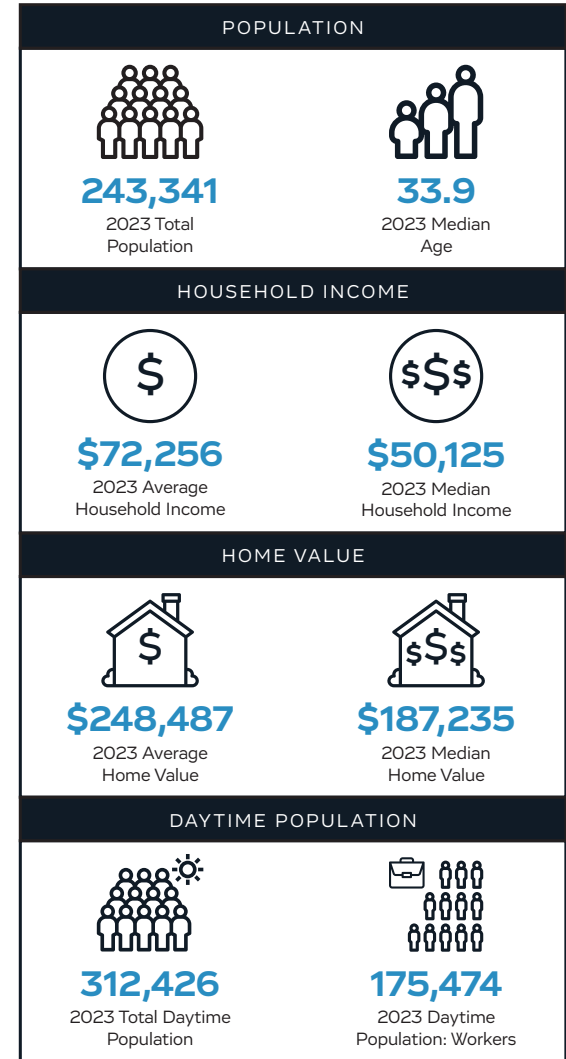 POPULATION
243,341
2023 Total
Population
33.9
2023 Median
Age
HOUSEHOLD INCOME
$
$72,256
2023 Average
Household Income
$$$
$50,125
2023 Median
Household Income
HOME VALUE
$
$248,487
2023 Average
Home Value
$$$
$187,235
2023 Median
Home Value
DAYTIME POPULATION
312,426
2023 Total Daytime
Population
175,474
2023 Daytime
Population: Workers